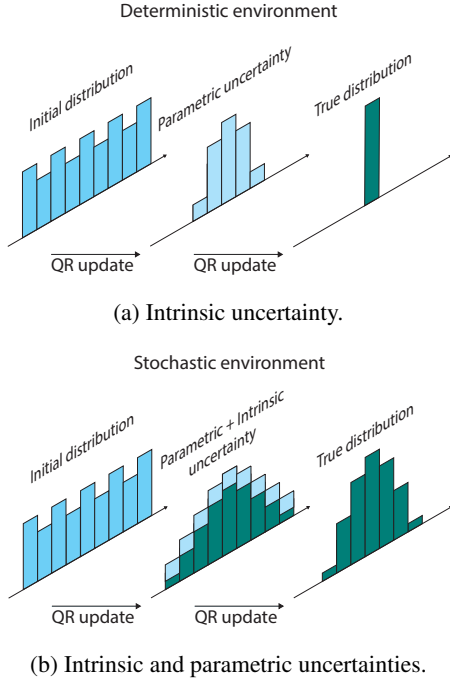 Deterministic environment
Initial distribution
Parametric uncertainty
True distribution
QR update
QR update
(a) Intrinsic uncertainty.
Stochastic environment
Initial distribution
Parametric + Intrinsic
uncertainty
True distribution
QR update
QR update
(b) Intrinsic and parametric uncertainties.